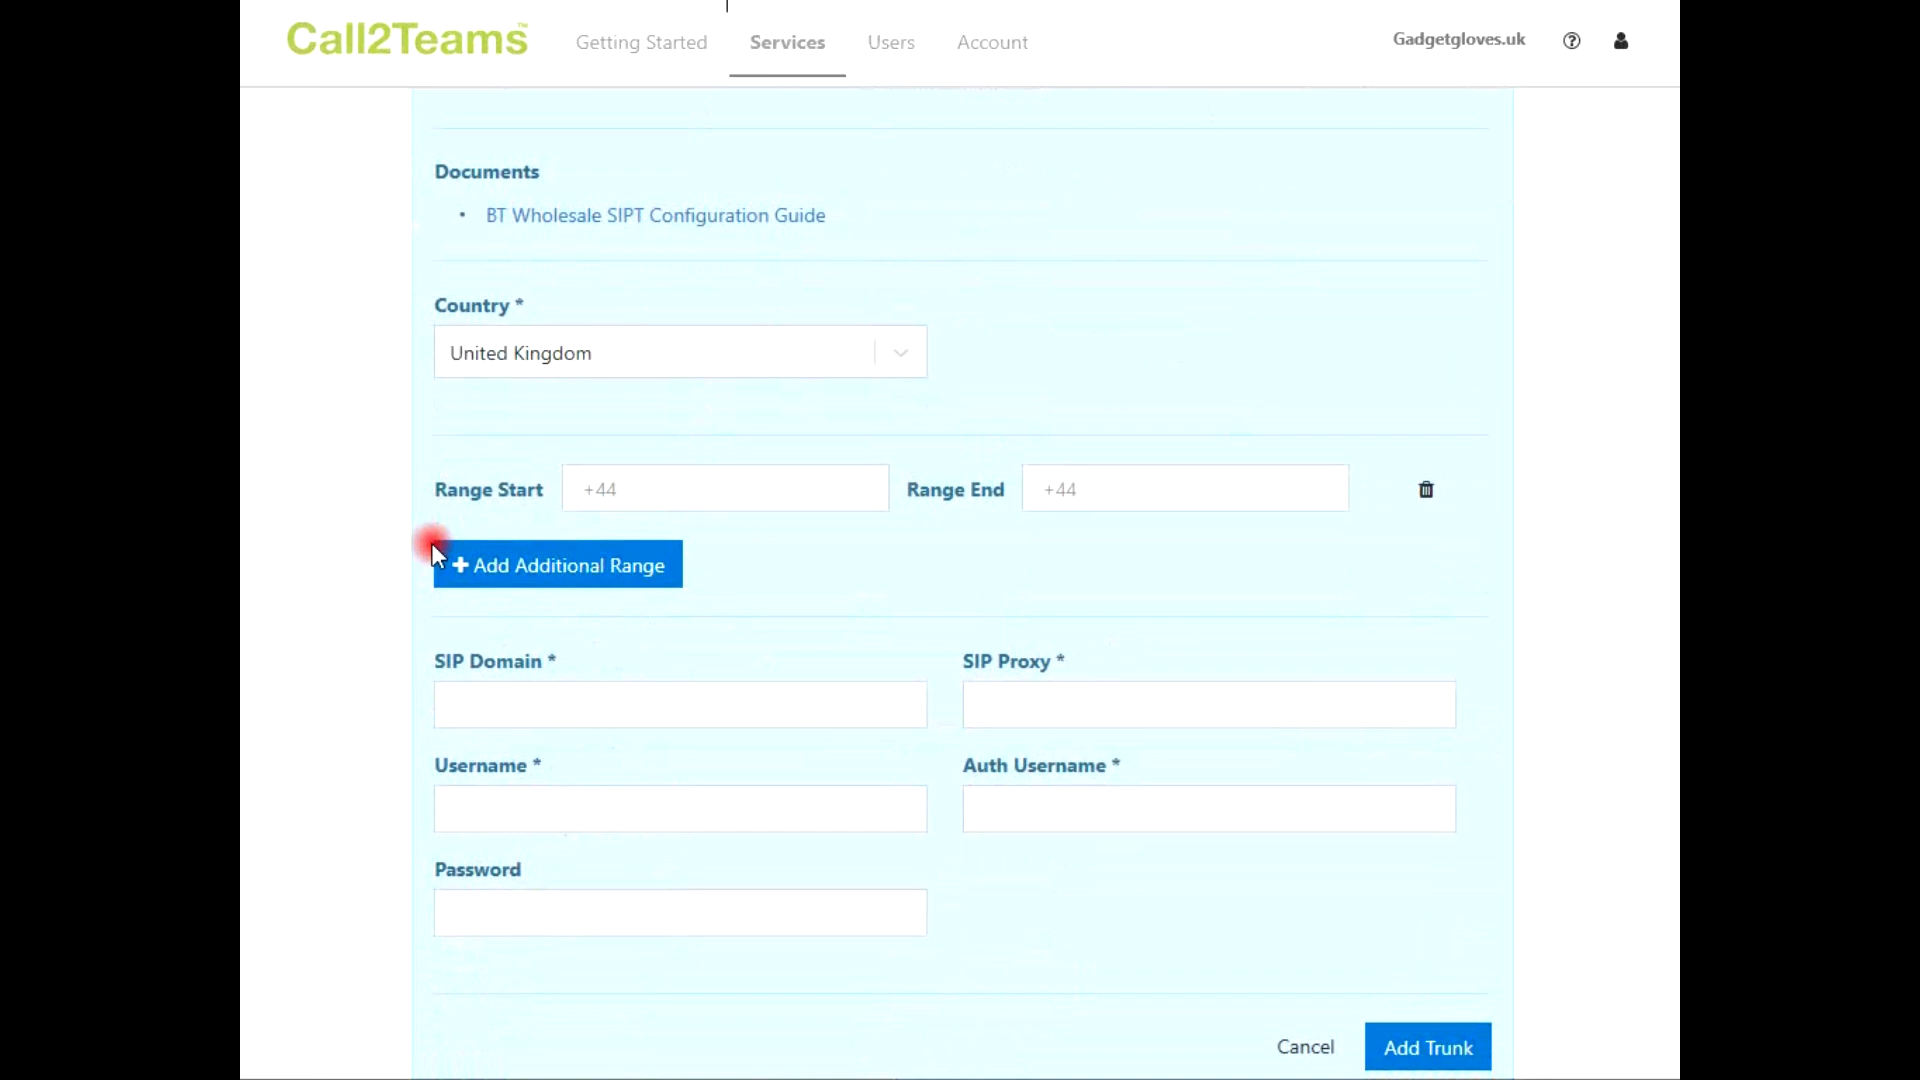 Call2Teams™
Getting Started
Services
Users
Account
Gadgetgloves.uk
Documents
• BT Wholesale SIPT Configuration Guide
Country *
United Kingdom
Range Start +44 Range End +44
+ Add Additional Range
SIP Domain * SIP Proxy *
Username * Auth Username *
Password
Cancel Add Trunk